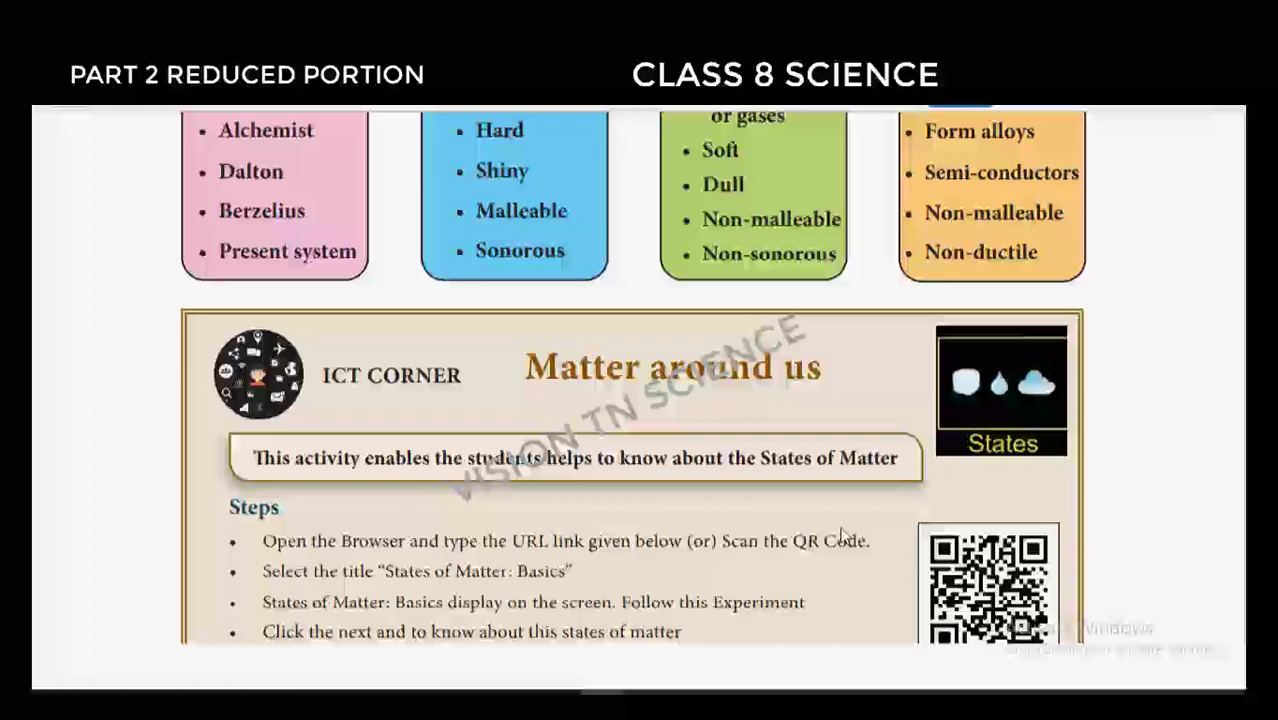 PART 2 REDUCED PORTION
CLASS 8 SCIENCE
• Alchemist
• Dalton
• Berzelius
• Present system
• Hard
• Shiny
• Malleable
• Sonorous
or gases
• Soft
• Dull
• Non-malleable
• Non-sonorous
• Form alloys
• Semi-conductors
• Non-malleable
• Non-ductile
ICT CORNER
Matter around us
States
VISION TN SCIENCE
This activity enables the students helps to know about the States of Matter
Steps
• Open the Browser and type the URL link given below (or) Scan the QR Code.
• Select the title “States of Matter: Basics”
• States of Matter: Basics display on the screen. Follow this Experiment
• Click the next and to know about this states of matter
Windows